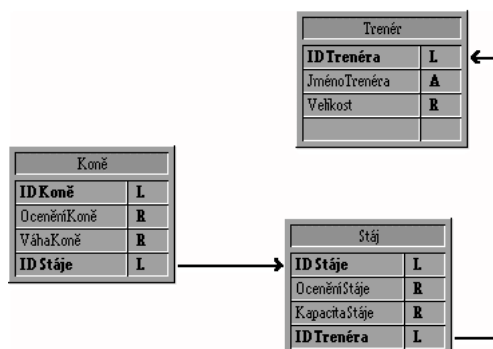 Trenér
IDTrenéra L
JménoTrenéra A
Velikost R
Koně
IDKoně L
OceněníKoně R
VáhaKoně R
IDStáje L
Stáj
IDStáje L
OceněníStáje R
KapacitaStáje R
IDTrenéra L